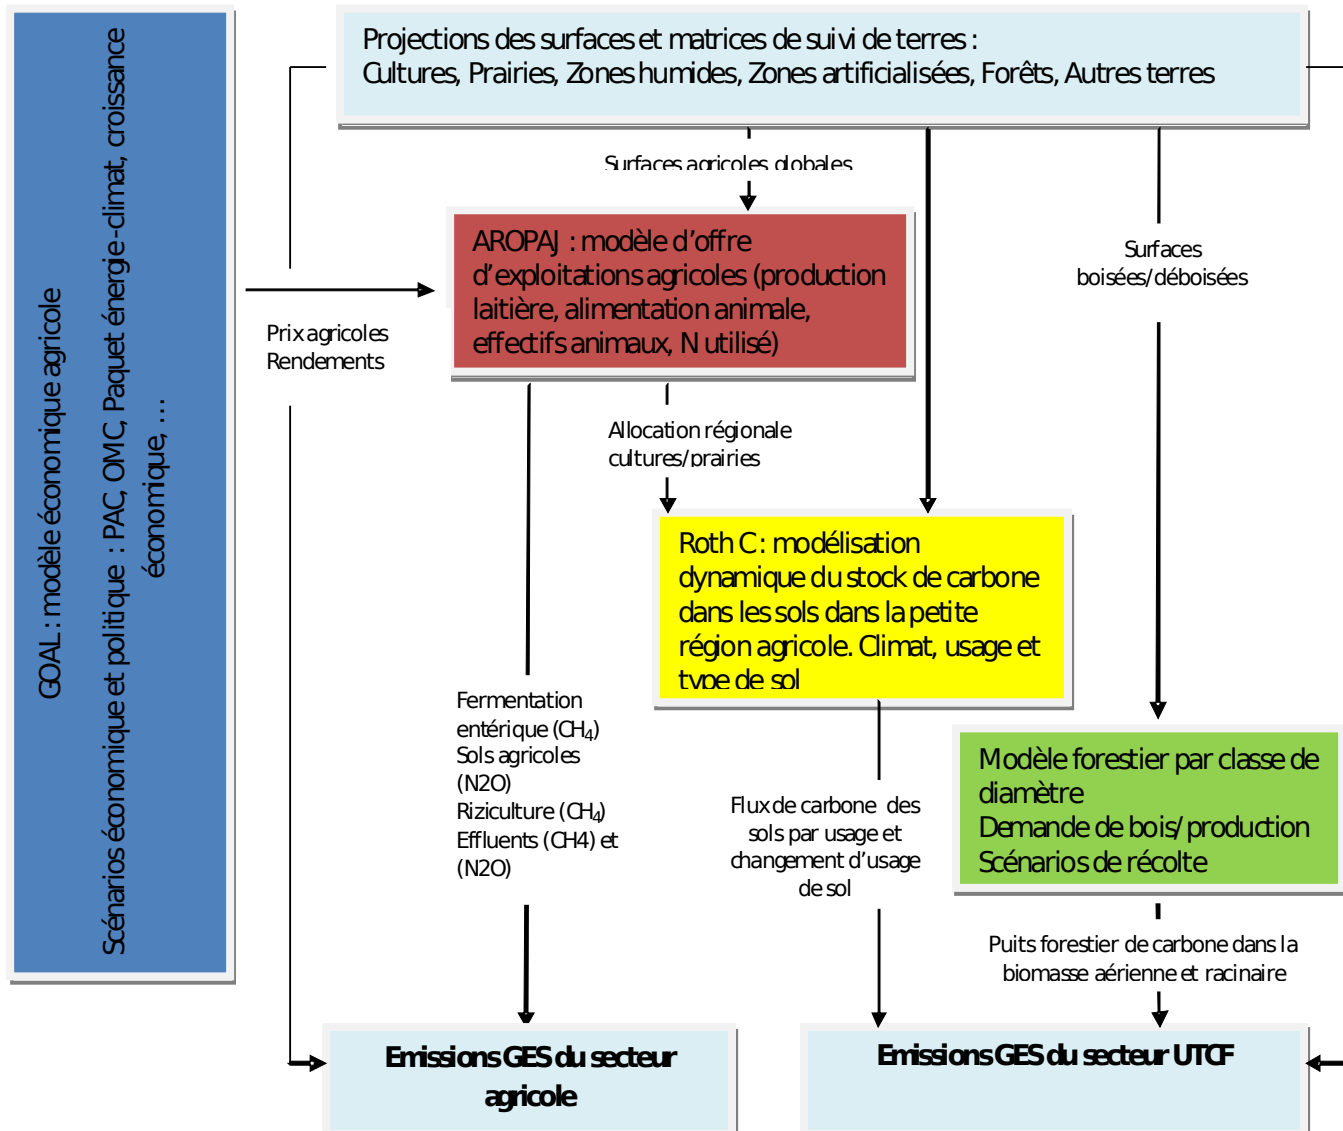 GOAL : modèle économique agricole
Scénarios économique et politique : PAC, OMC, Paquet énergie-climat, croissance
économique, …
Projections des surfaces et matrices de suivi de terres :
Cultures, Prairies, Zones humides, Zones artificialisées, Forêts, Autres terres
Surfaces agricoles globales
AROPAJ : modèle d'offre
d'exploitations agricoles (production
laitière, alimentation animale,
effectifs animaux, N utilisé)
Surfaces
boisées/déboisées
Prix agricoles
Rendements
Allocation régionale
cultures/prairies
Roth C : modélisation
dynamique du stock de carbone
dans les sols dans la petite
région agricole. Climat, usage et
type de sol
Fermentation
entérique (CH₄)
Sols agricoles
(N2O)
Riziculture (CH₄)
Effluents (CH4) et
(N2O)
Flux de carbone des
sols par usage et
changement d'usage
de sol
Modèle forestier par classe de
diamètre
Demande de bois/production
Scénarios de récolte
Puits forestier de carbone dans la
biomasse aérienne et racinaire
Emissions GES du secteur
agricole
Emissions GES du secteur UTCF